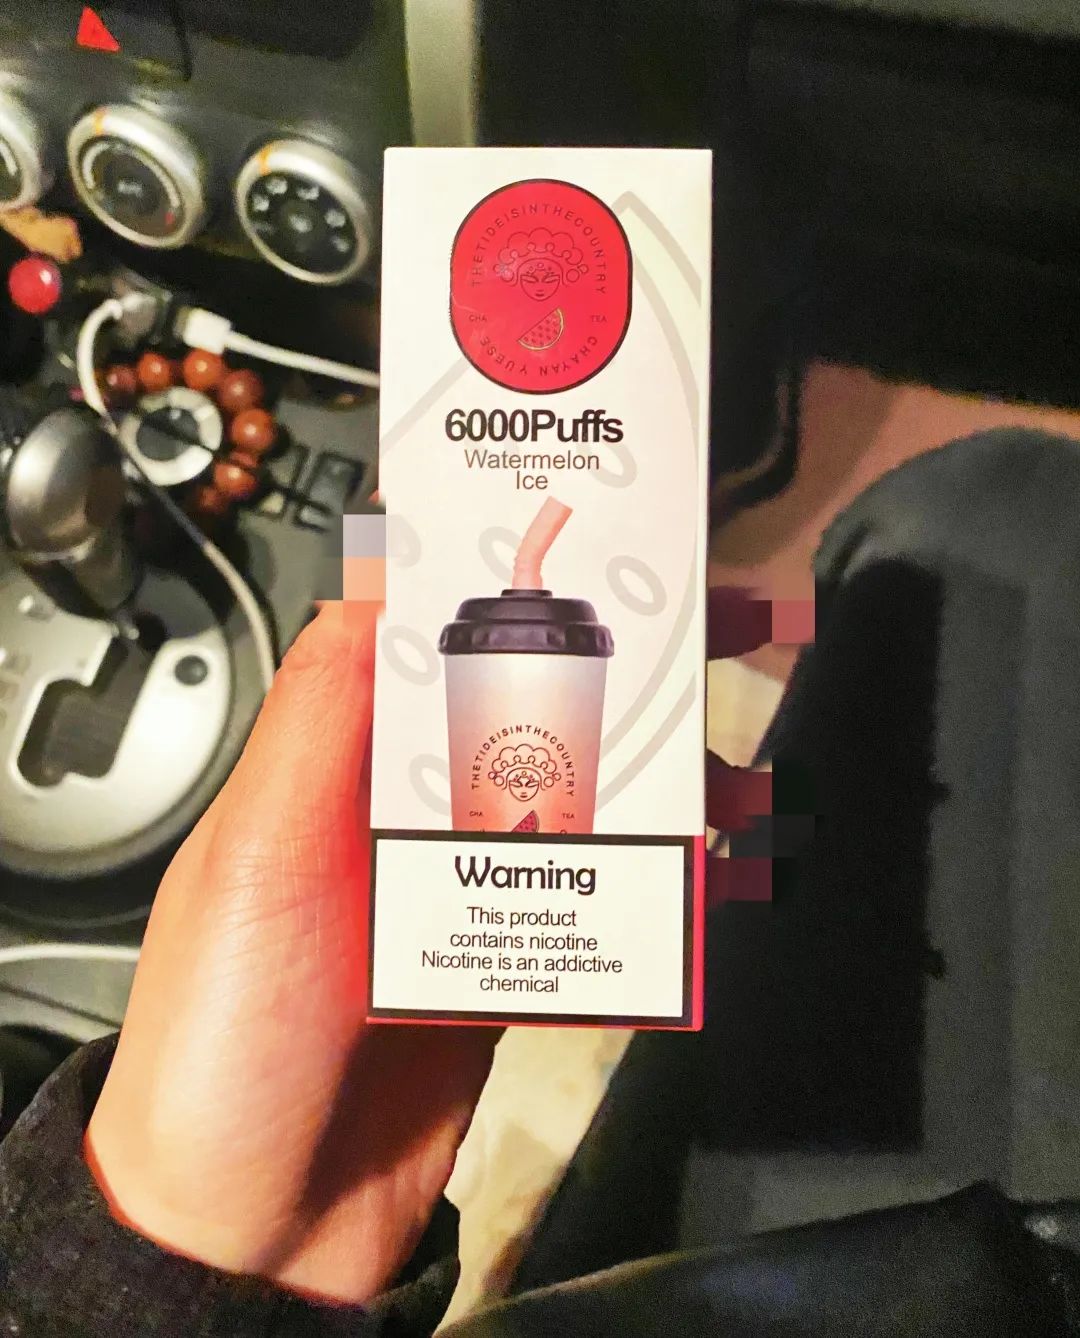 THETIDEISINTHECOUNTRY
CHA
TEA
CHAYAN YUESE
6000Puffs
Watermelon
Ice
THETIDEISINTHECOUNTRY
CHA
TEA
Warning
This product
contains nicotine
Nicotine is an addictive
chemical